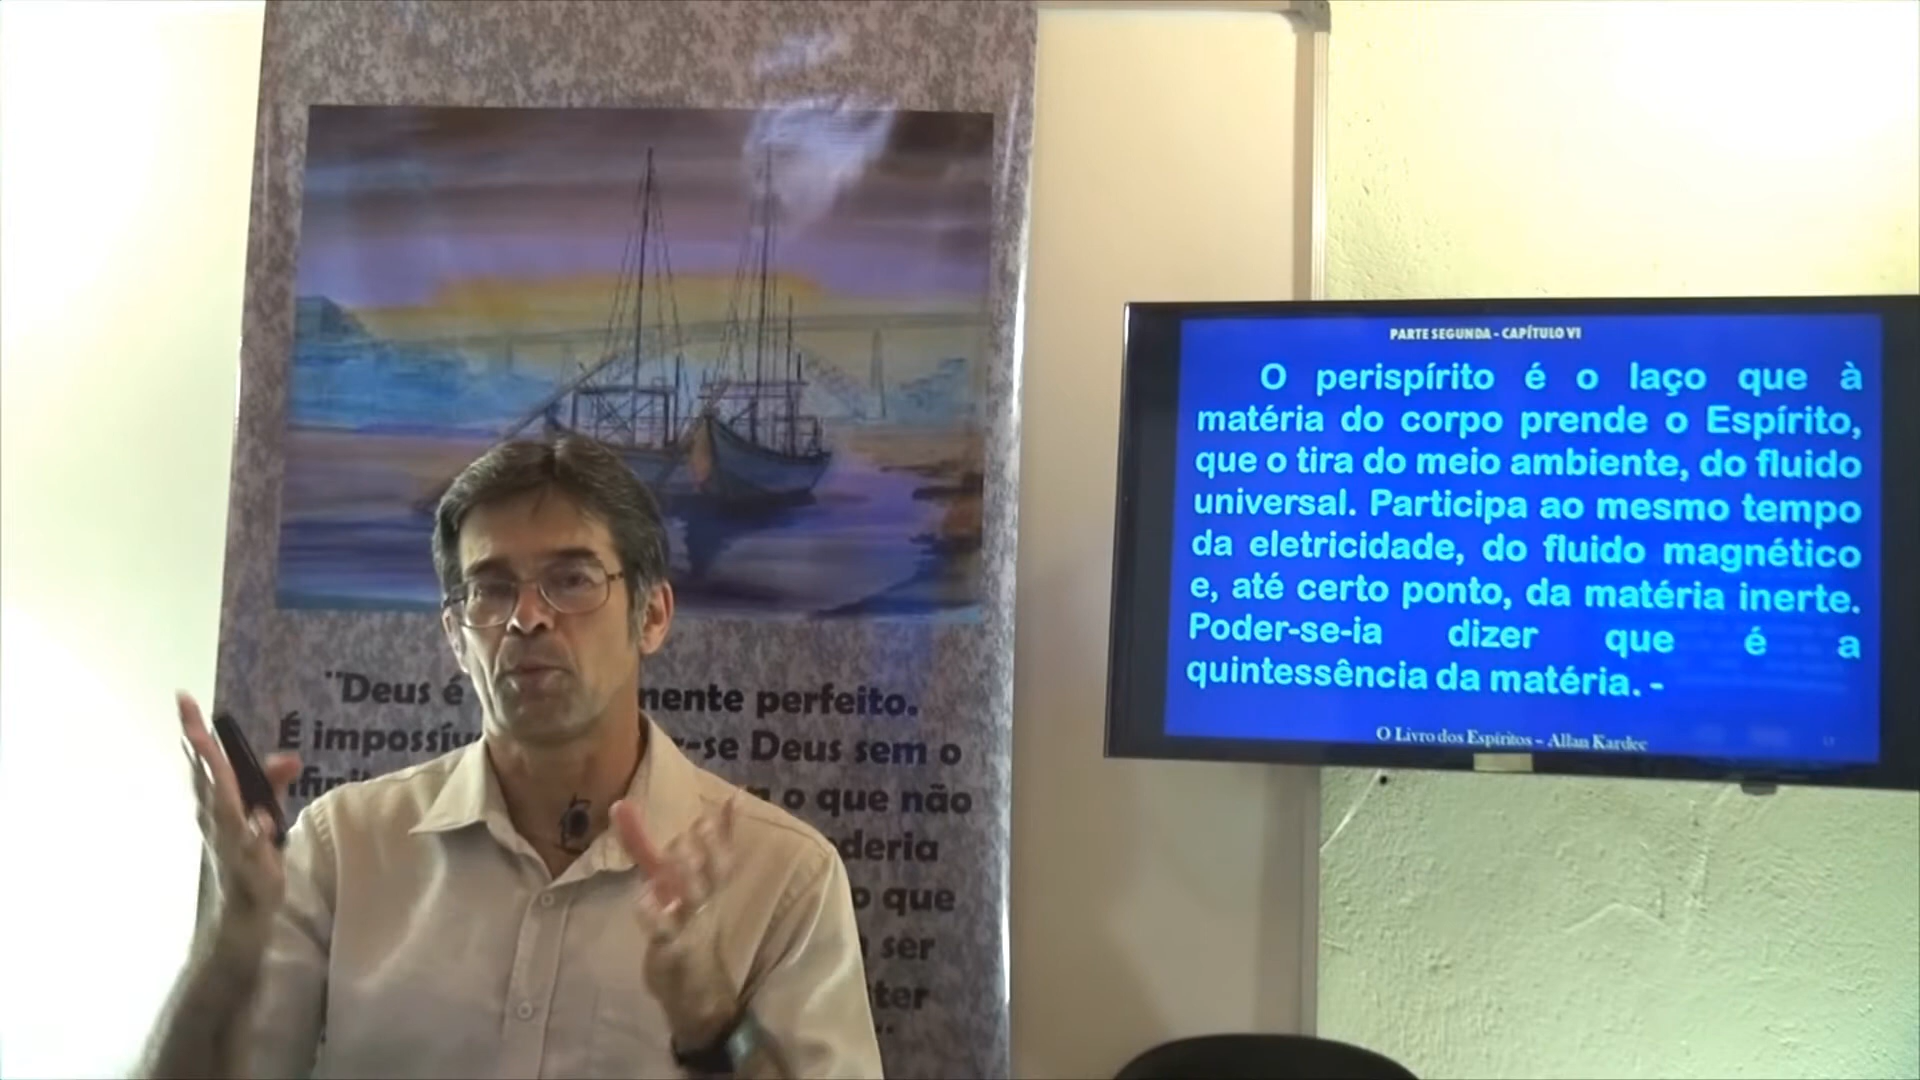 "Deus é mente perfeito.
É impossív -se Deus sem o
o que não
deria
o que
ser
ter
"
PARTE SEGUNDA - CAPÍTULO VI
O perispírito é o laço que à
matéria do corpo prende o Espírito,
que o tira do meio ambiente, do fluido
universal. Participa ao mesmo tempo
da eletricidade, do fluido magnético
e, até certo ponto, da matéria inerte.
Poder-se-ia dizer que é a
quintessência da matéria. -
O Livro dos Espíritos – Allan Kardec